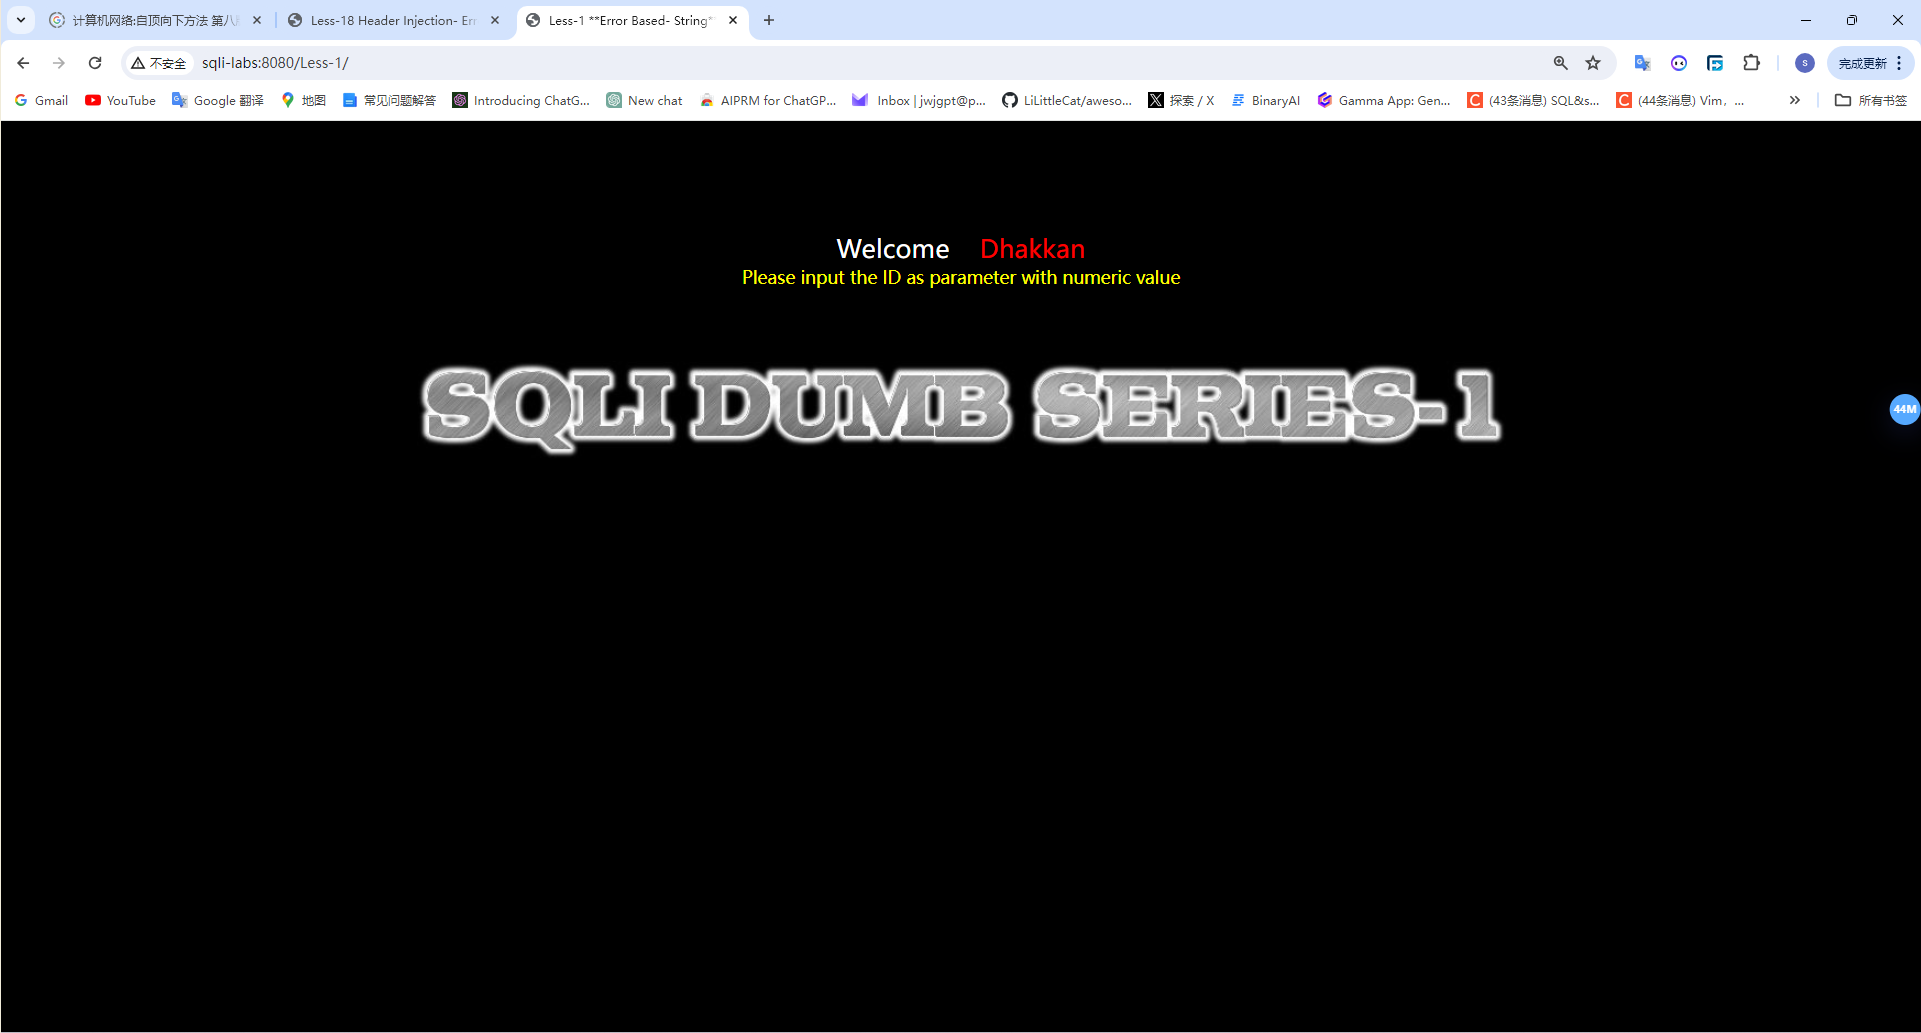 计算机网络:自顶向下方法 第八
Less-18 Header Injection- Err
Less-1 **Error Based- String**
不安全
sqli-labs:8080/Less-1/
S
完成更新
Gmail
YouTube
Google 翻译
地图
常见问题解答
Introducing ChatG...
New chat
AIPRM for ChatGP...
Inbox | jwjgpt@p...
LiLittleCat/aweso...
探索 / X
BinaryAI
Gamma App: Gen...
(43条消息) SQL&s...
(44条消息) Vim，...
所有书签
Welcome Dhakkan
Please input the ID as parameter with numeric value
SQLI DUMB SERIES-1
44M